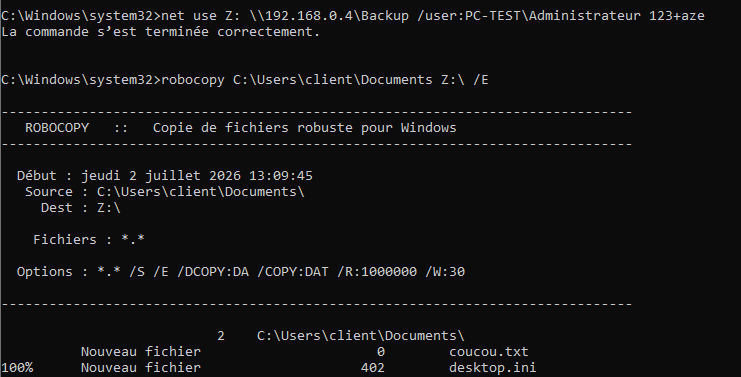 C:\Windows\system32>net use Z: \\192.168.0.4\Backup /user:PC-TEST\Administrateur 123+aze
La commande s’est terminée correctement.
C:\Windows\system32>robocopy C:\Users\client\Documents Z:\ /E
-------------------------------------------------------------------------------
ROBOCOPY :: Copie de fichiers robuste pour Windows
-------------------------------------------------------------------------------
Début : jeudi 2 juillet 2026 13:09:45
Source : C:\Users\client\Documents\
Dest : Z:\
Fichiers : *.*
Options : *.* /S /E /DCOPY:DA /COPY:DAT /R:1000000 /W:30
-------------------------------------------------------------------------------
2 C:\Users\client\Documents\
Nouveau fichier 0 coucou.txt
100% Nouveau fichier 402 desktop.ini